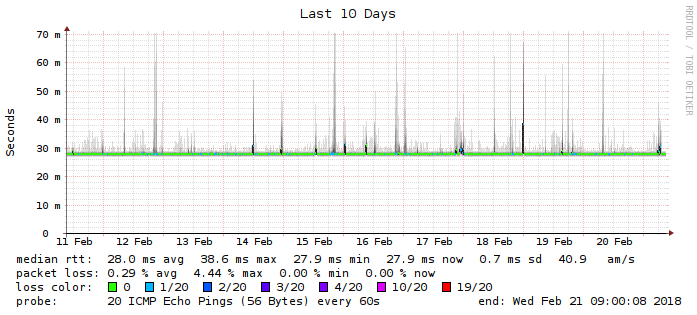 Last 10 Days
RRDTOOL / TOBI OETIKER
Seconds
70 m
60 m
50 m
40 m
30 m
20 m
10 m
0
11 Feb 12 Feb 13 Feb 14 Feb 15 Feb 16 Feb 17 Feb 18 Feb 19 Feb 20 Feb
median rtt: 28.0 ms avg 38.6 ms max 27.9 ms min 27.9 ms now 0.7 ms sd 40.9 am/s
packet loss: 0.29 % avg 4.44 % max 0.00 % min 0.00 % now
loss color: 0 1/20 2/20 3/20 4/20 10/20 19/20
probe: 20 ICMP Echo Pings (56 Bytes) every 60s end: Wed Feb 21 09:00:08 2018